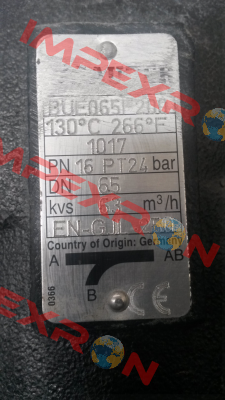 130°C 266°F
1017
PN 16 PT24 bar
DN 65
kvs 63 m³/h
Country of Origin: Germany
A AB
B
0366
CE
IMPEXRON